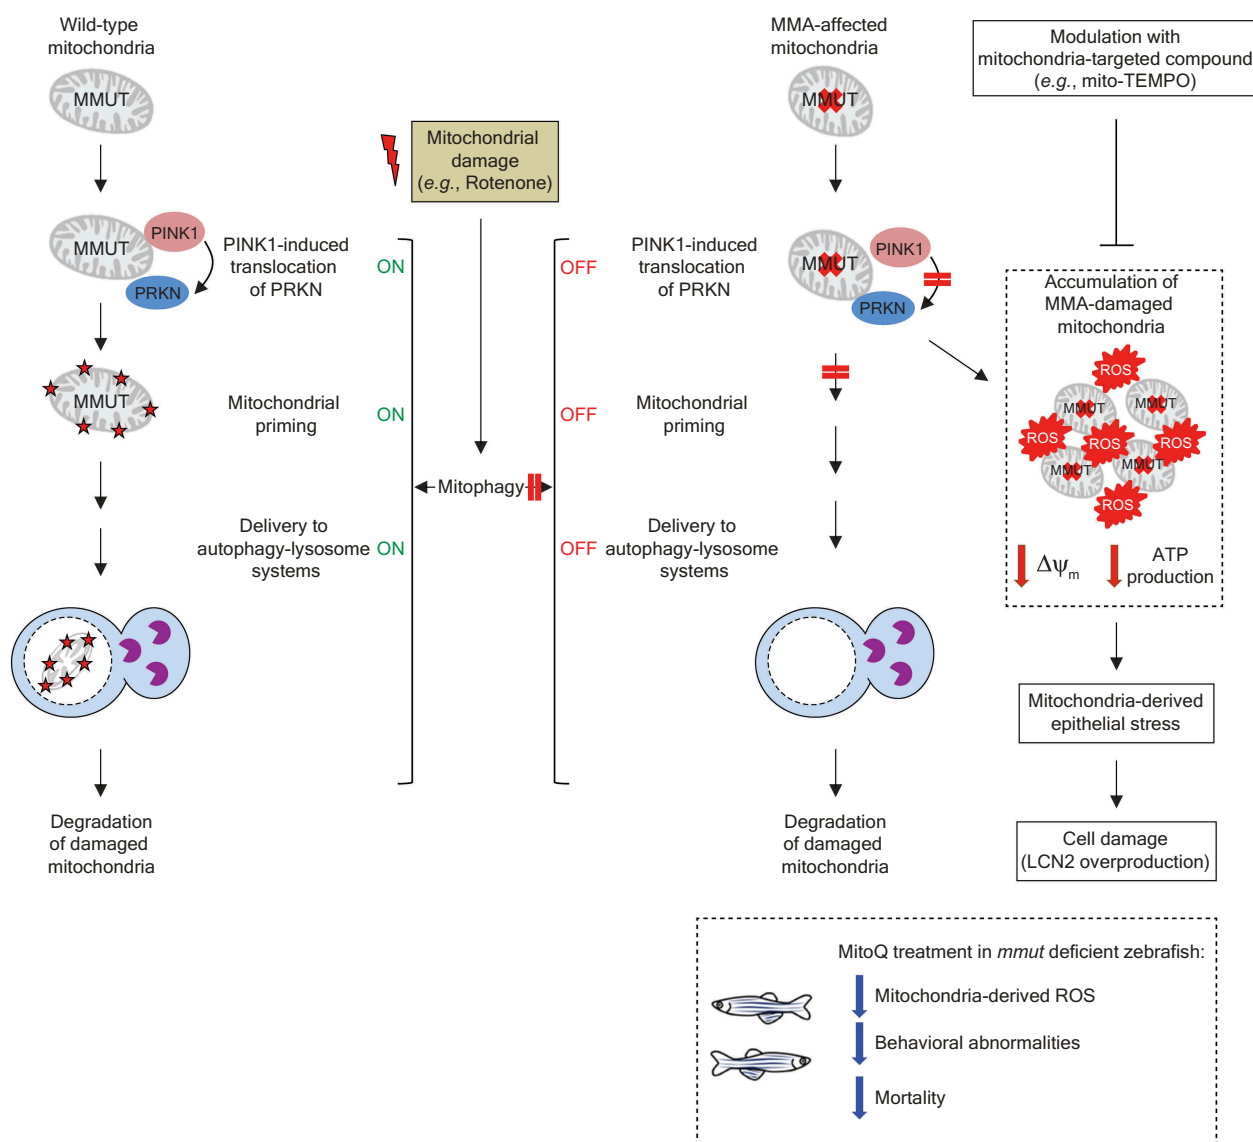 Wild-type
mitochondria
MMUT
MMUT
PINK1
PRKN
MMUT
Degradation
of damaged
mitochondria
PINK1-induced
translocation
of PRKN
ON
Mitochondrial
priming
ON
Delivery to
autophagy-lysosome
systems
ON
Mitochondrial
damage
(e.g., Rotenone)
Mitophagy
OFF
PINK1-induced
translocation
of PRKN
OFF
Mitochondrial
priming
OFF
Delivery to
autophagy-lysosome
systems
MMA-affected
mitochondria
MMUT
MMUT
PINK1
PRKN
Degradation
of damaged
mitochondria
Modulation with
mitochondria-targeted compound
(e.g., mito-TEMPO)
Accumulation of
MMA-damaged
mitochondria
ROS
MMUT
MMUT
ROS
ROS
ROS
MMUT
MMUT
ROS
Δψm
ATP
production
Mitochondria-derived
epithelial stress
Cell damage
(LCN2 overproduction)
MitoQ treatment in mmut deficient zebrafish:
Mitochondria-derived ROS
Behavioral abnormalities
Mortality